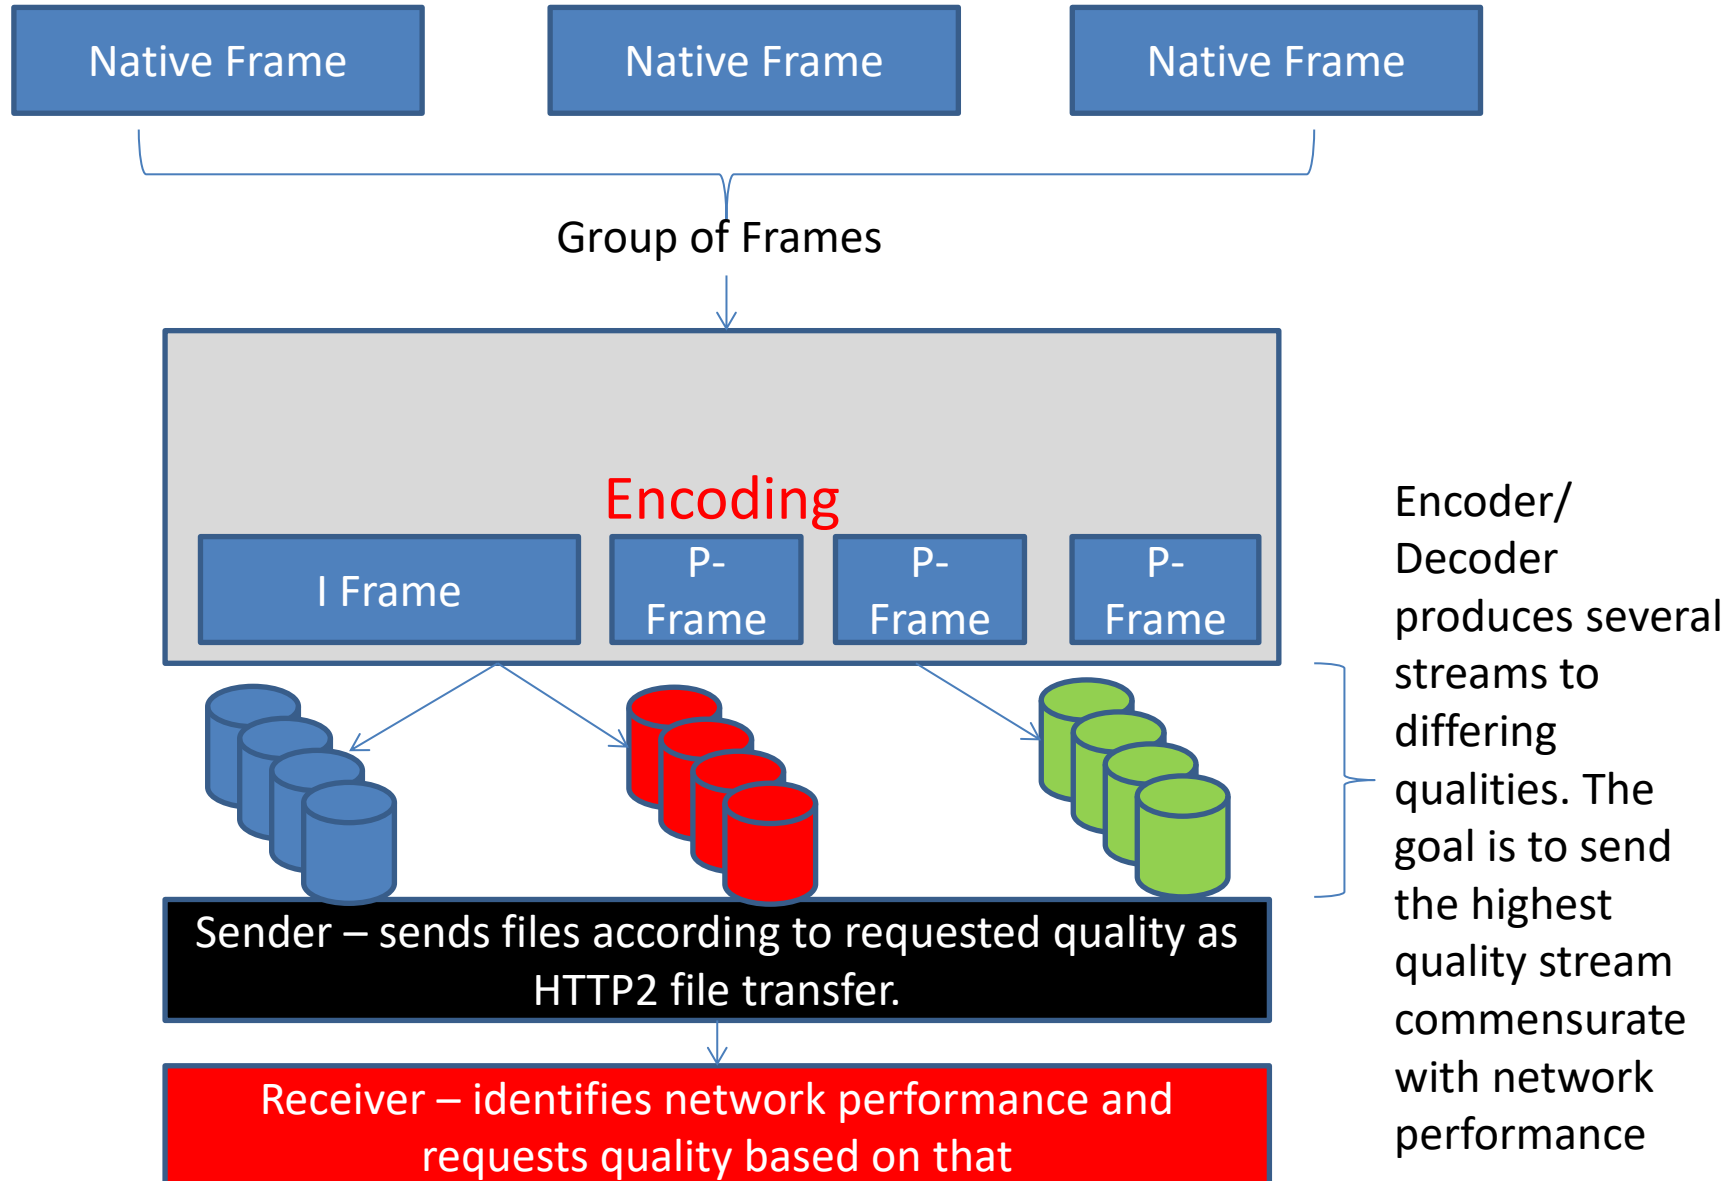 Native Frame
Native Frame
Native Frame
Group of Frames
Encoding
I Frame
P-
Frame
P-
Frame
P-
Frame
Encoder/
Decoder
produces several
streams to
differing
qualities. The
goal is to send
the highest
quality stream
commensurate
with network
performance
Sender – sends files according to requested quality as
HTTP2 file transfer.
Receiver – identifies network performance and
requests quality based on that